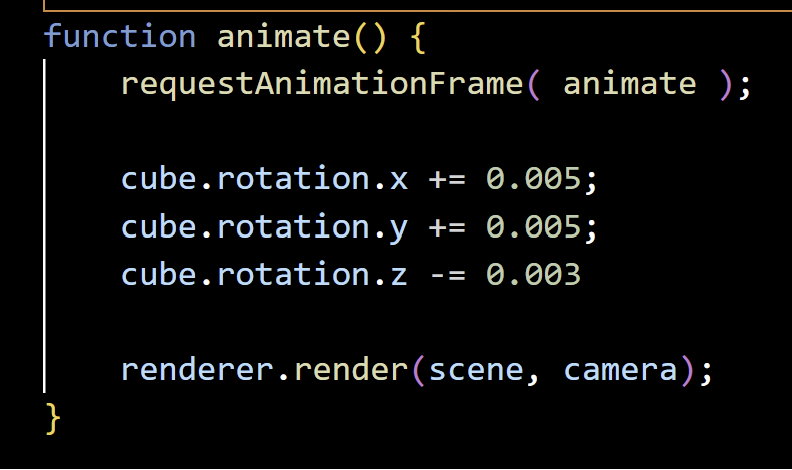 function animate() {
    requestAnimationFrame( animate );
    cube.rotation.x += 0.005;
    cube.rotation.y += 0.005;
    cube.rotation.z -= 0.003
    renderer.render(scene, camera);
}